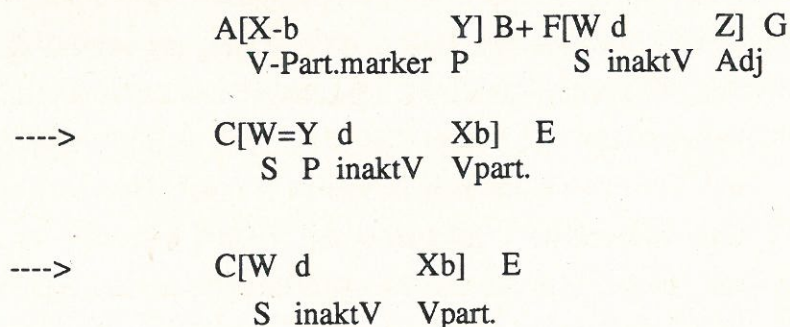 A[X-b Y] B+ F[W d Z] G
V-Part.marker P S inaktV Adj
----> C[W=Y d Xb] E
S P inaktV Vpart.
----> C[W d Xb] E
S inaktV Vpart.